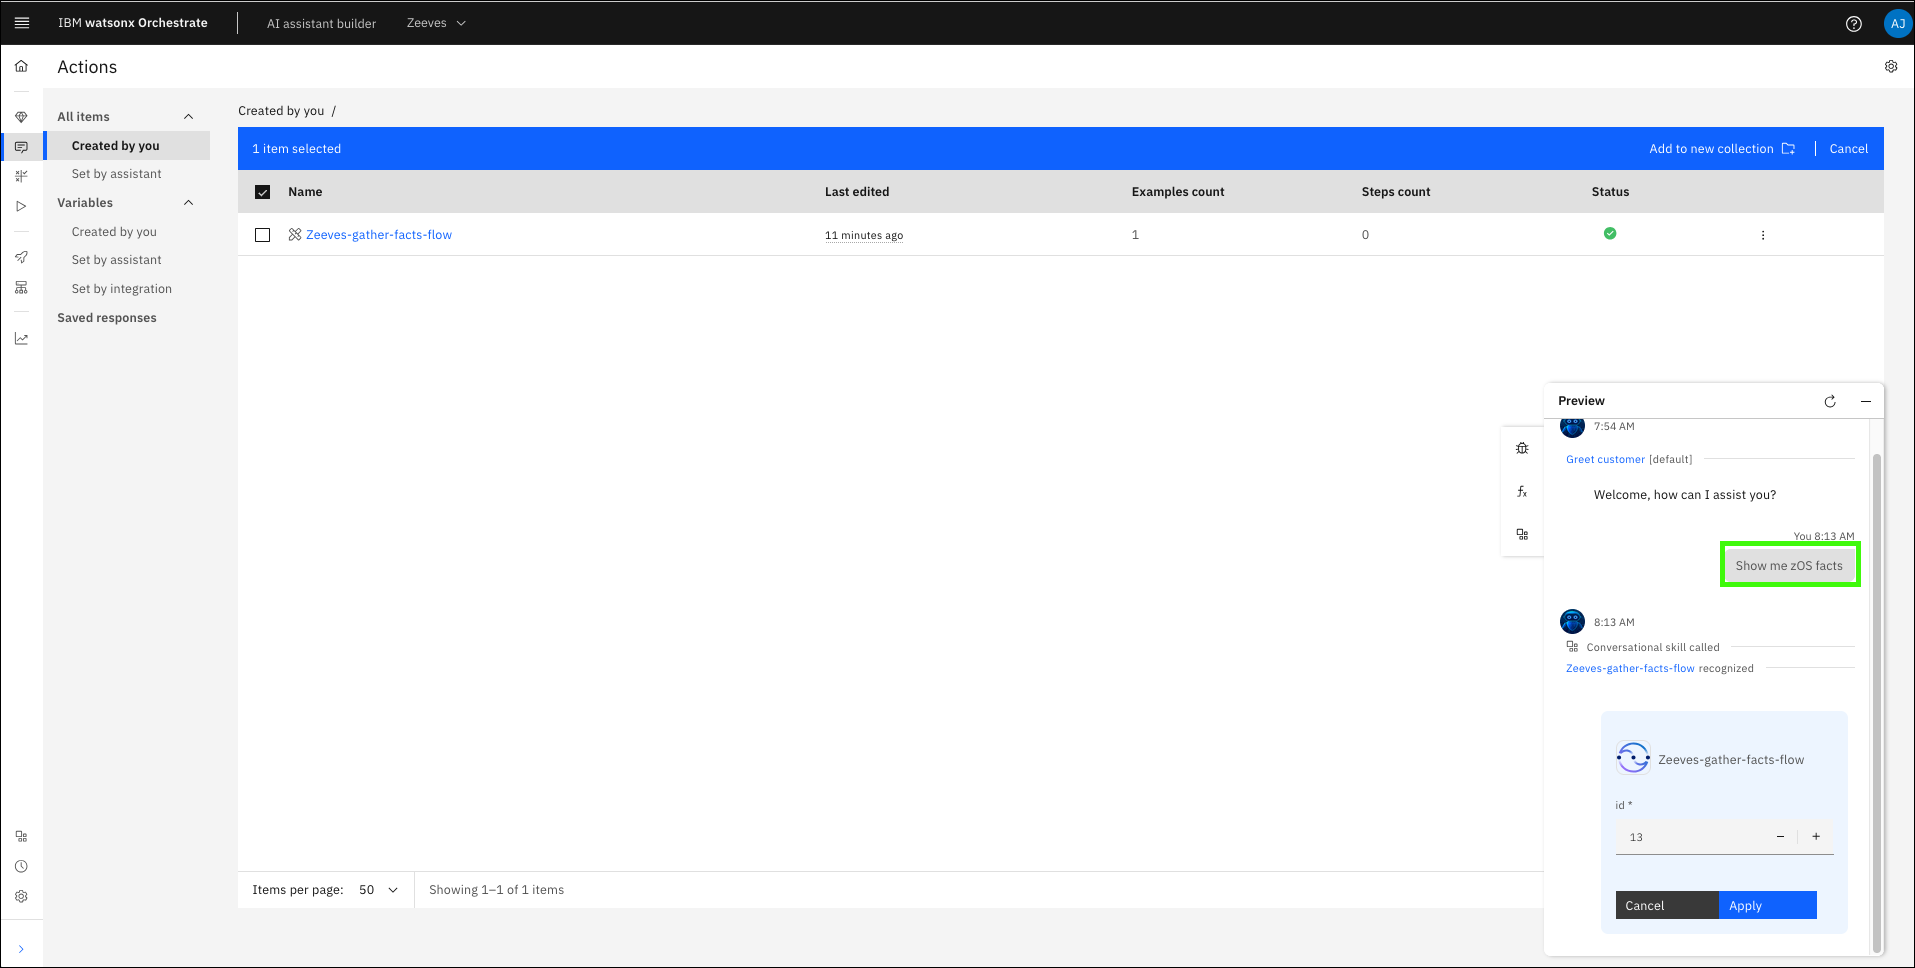 IBM watsonx Orchestrate
AI assistant builder
Zeeves
AJ
Actions
All items
Created by you
Set by assistant
Variables
Created by you
Set by assistant
Set by integration
Saved responses
Created by you /
1 item selected
Add to new collection
Cancel
Name Last edited Examples count Steps count Status
Zeeves-gather-facts-flow 11 minutes ago 1 0
Items per page: 50
Showing 1–1 of 1 items
Preview
7:54 AM
Greet customer [default]
Welcome, how can I assist you?
You 8:13 AM
Show me zOS facts
8:13 AM
Conversational skill called
Zeeves-gather-facts-flow recognized
Zeeves-gather-facts-flow
id *
13
Cancel
Apply